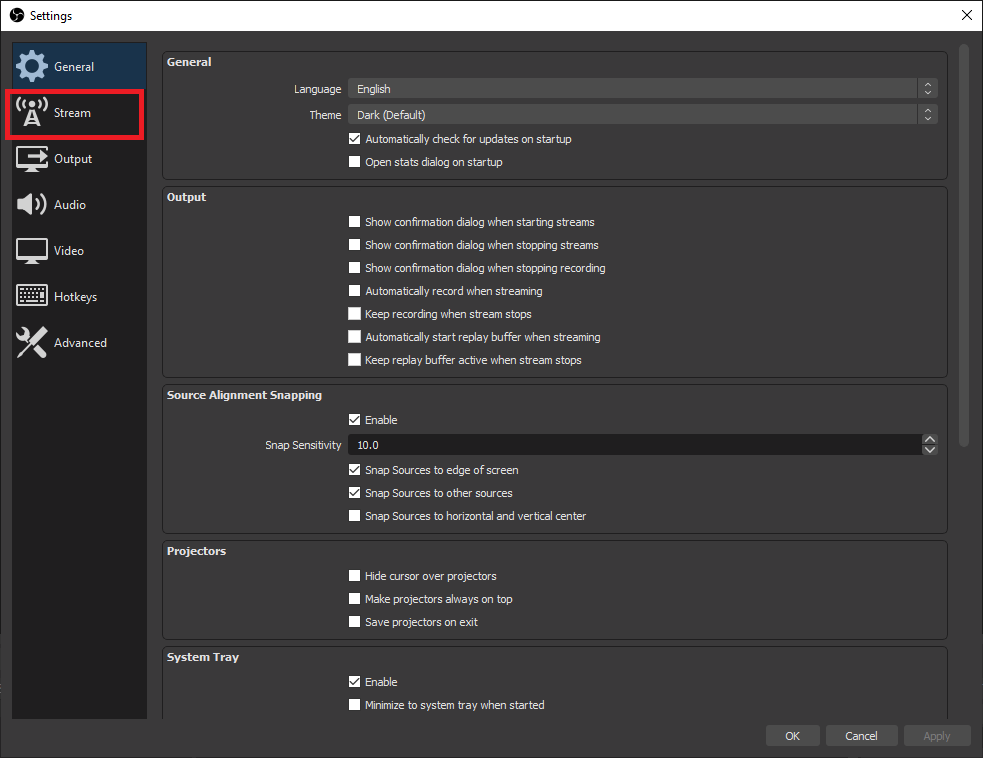 Settings
General
Stream
Output
Audio
Video
Hotkeys
Advanced
General
Language English
Theme Dark (Default)
Automatically check for updates on startup
Open stats dialog on startup
Output
Show confirmation dialog when starting streams
Show confirmation dialog when stopping streams
Show confirmation dialog when stopping recording
Automatically record when streaming
Keep recording when stream stops
Automatically start replay buffer when streaming
Keep replay buffer active when stream stops
Source Alignment Snapping
Enable
Snap Sensitivity 10.0
Snap Sources to edge of screen
Snap Sources to other sources
Snap Sources to horizontal and vertical center
Projectors
Hide cursor over projectors
Make projectors always on top
Save projectors on exit
System Tray
Enable
Minimize to system tray when started
OK Cancel Apply